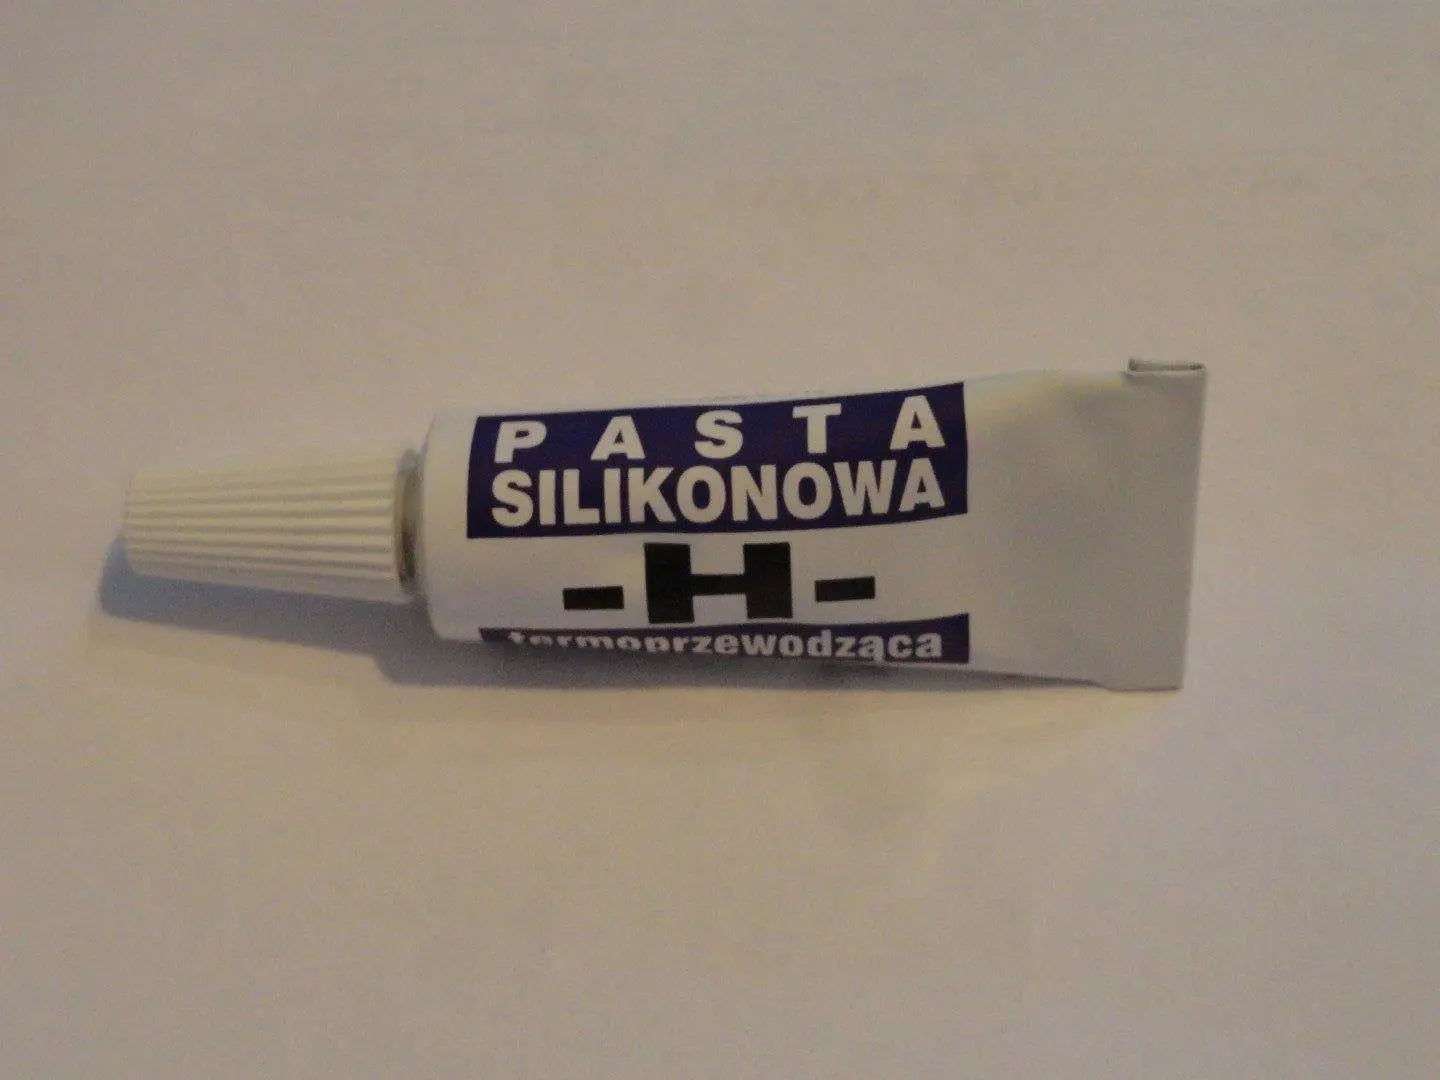 PASTA
SILIKONOWA
-H-
termoprzewodząca